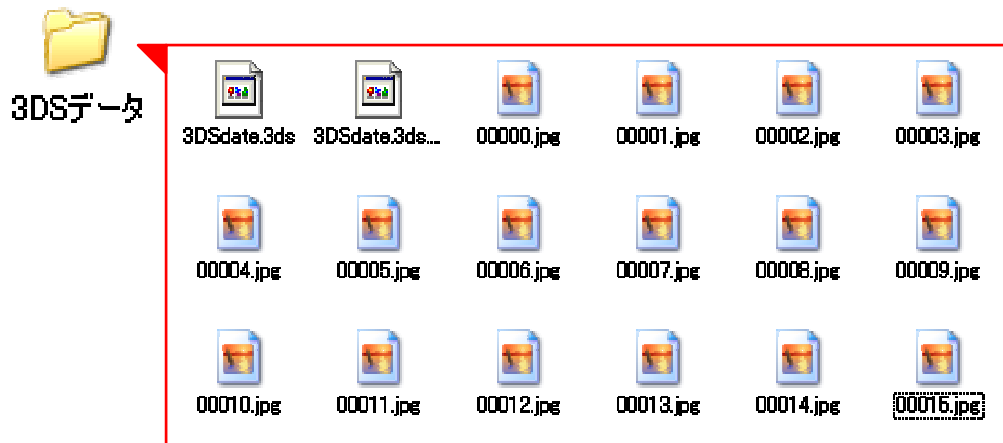 3DSデータ
3DSdate.3ds 3DSdate.3ds... 00000.jpg 00001.jpg 00002.jpg 00003.jpg
00004.jpg 00005.jpg 00006.jpg 00007.jpg 00008.jpg 00009.jpg
00010.jpg 00011.jpg 00012.jpg 00013.jpg 00014.jpg 00015.jpg